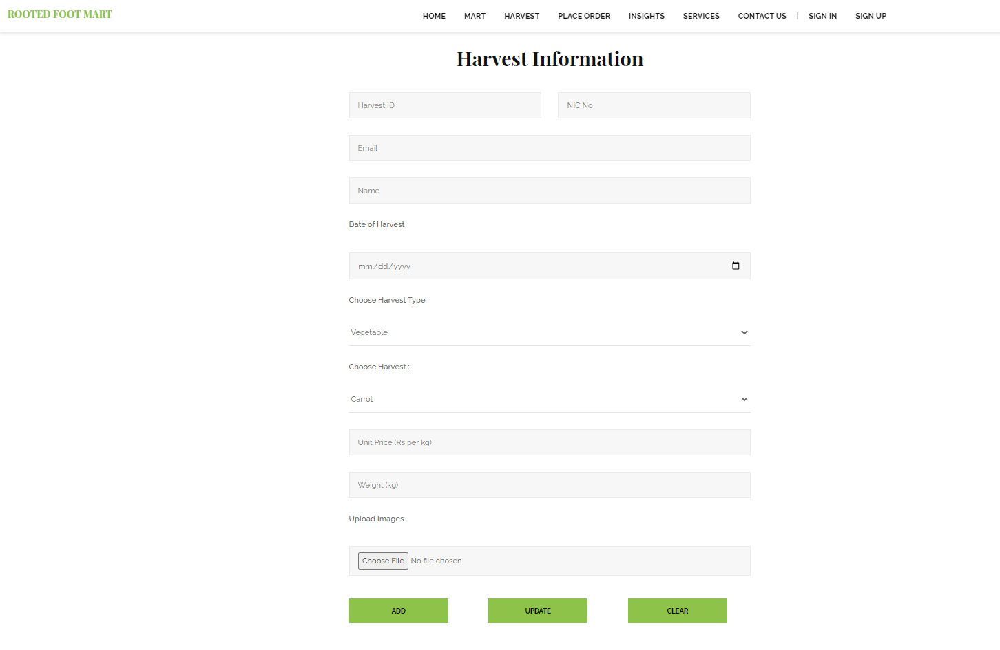 ROOTED FOOT MART
HOME MART HARVEST PLACE ORDER INSIGHTS SERVICES CONTACT US | SIGN IN SIGN UP
Harvest Information
Harvest ID NIC No
Email
Name
Date of Harvest
mm/dd/yyyy
Choose Harvest Type:
Vegetable
Choose Harvest :
Carrot
Unit Price (Rs per kg)
Weight (kg)
Upload Images
Choose File No file chosen
ADD UPDATE CLEAR